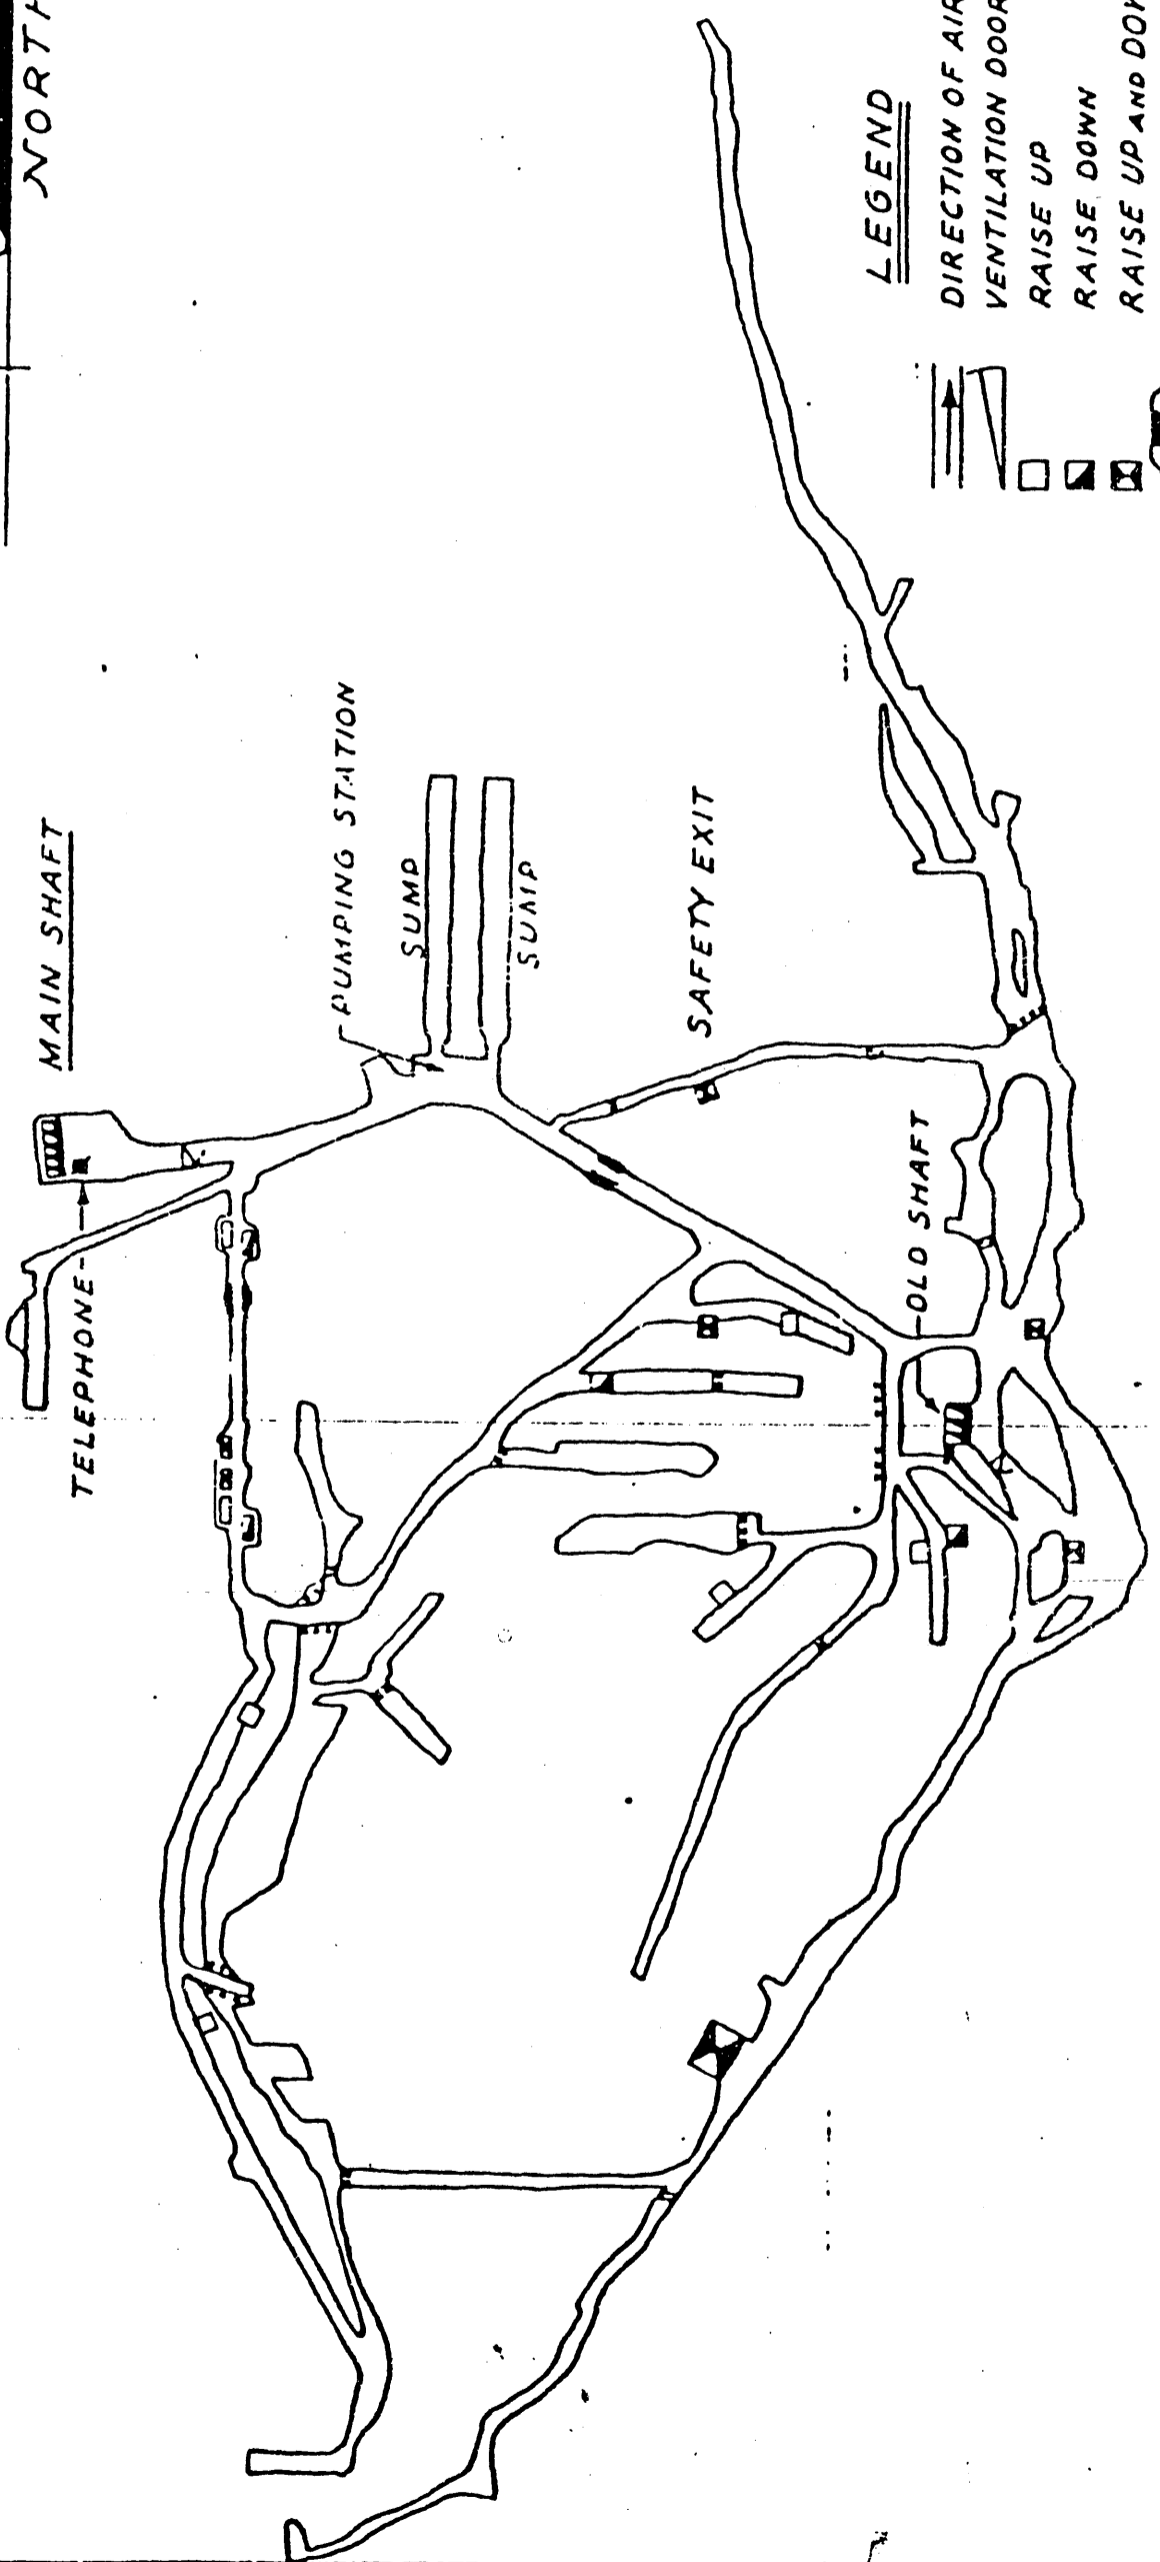 NORTH
MAIN SHAFT
TELEPHONE
PUMPING STATION
SUMP
SUMP
SAFETY EXIT
OLD SHAFT
LEGEND
DIRECTION OF AIR
VENTILATION DOOR
RAISE UP
RAISE DOWN
RAISE UP AND DOW